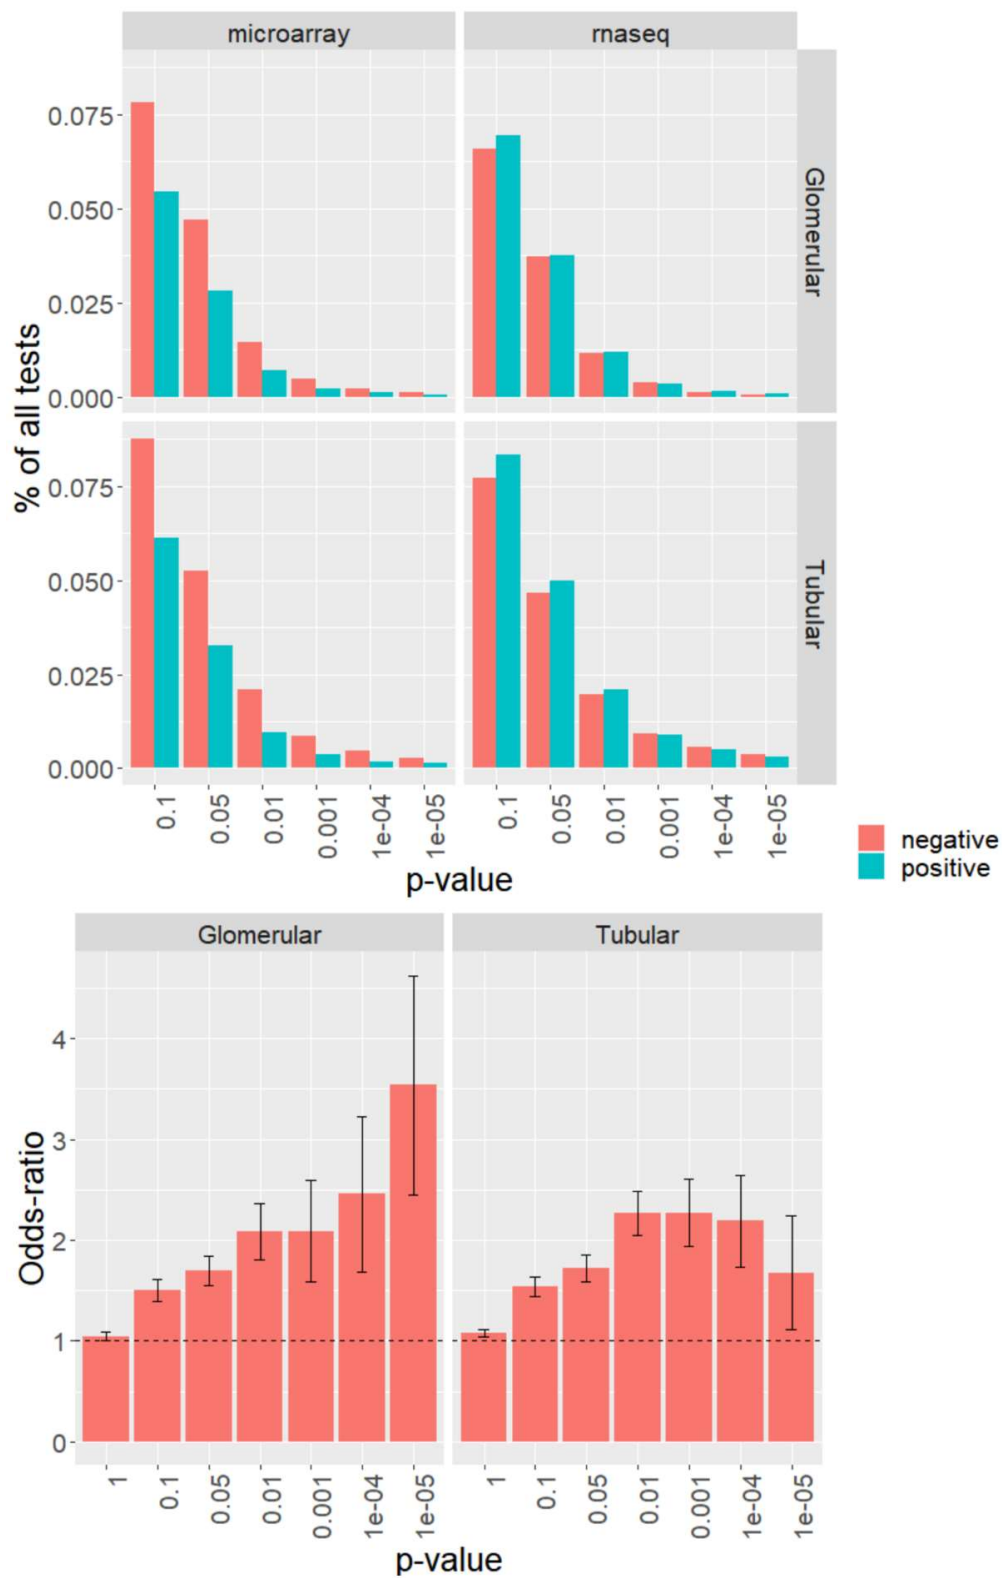 microarray rnaseq
% of all tests
0.075
0.050
0.025
0.000
Glomerular
0.075
0.050
0.025
0.000
Tubular
0.1 0.05 0.01 0.001 1e-04 1e-05 0.1 0.05 0.01 0.001 1e-04 1e-05
p-value
negative
positive
Glomerular Tubular
Odds-ratio
4
3
2
1
0
1 0.1 0.05 0.01 0.001 1e-04 1e-05 1 0.1 0.05 0.01 0.001 1e-04 1e-05
p-value